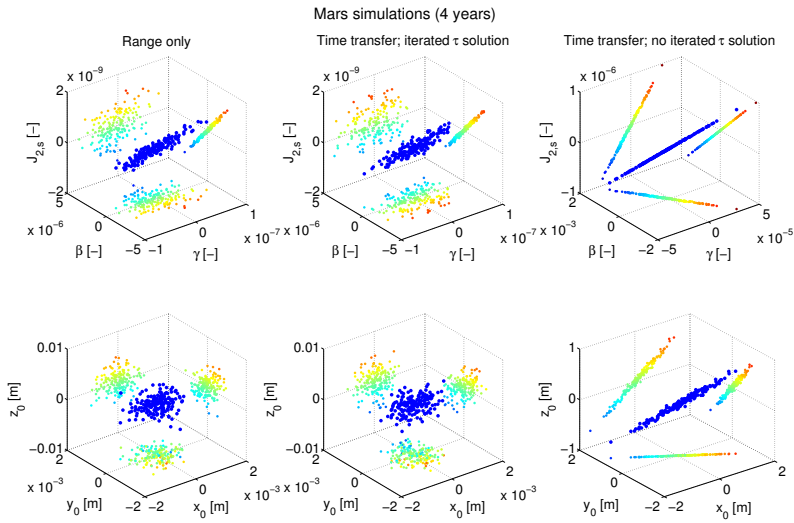 Mars simulations (4 years)
Range only
Time transfer; iterated τ solution
Time transfer; no iterated τ solution
x 10⁻⁹
x 10⁻⁹
x 10⁻⁶
2
0
−2
J2,s [−]
5
0
−5
x 10⁻⁶
β [−]
−1
0
1
x 10⁻⁷
γ [−]
2
0
−2
J2,s [−]
5
0
−5
x 10⁻⁶
β [−]
−1
0
1
x 10⁻⁷
γ [−]
1
0
−1
J2,s [−]
2
0
−2
x 10⁻³
β [−]
−5
0
5
x 10⁻⁵
γ [−]
0.01
0
−0.01
z0 [m]
2
0
−2
x 10⁻³
y0 [m]
−2
0
2
x 10⁻³
x0 [m]
0.01
0
−0.01
z0 [m]
2
0
−2
x 10⁻³
y0 [m]
−2
0
2
x 10⁻³
x0 [m]
1
0
−1
z0 [m]
2
0
−2
y0 [m]
−2
0
2
x0 [m]